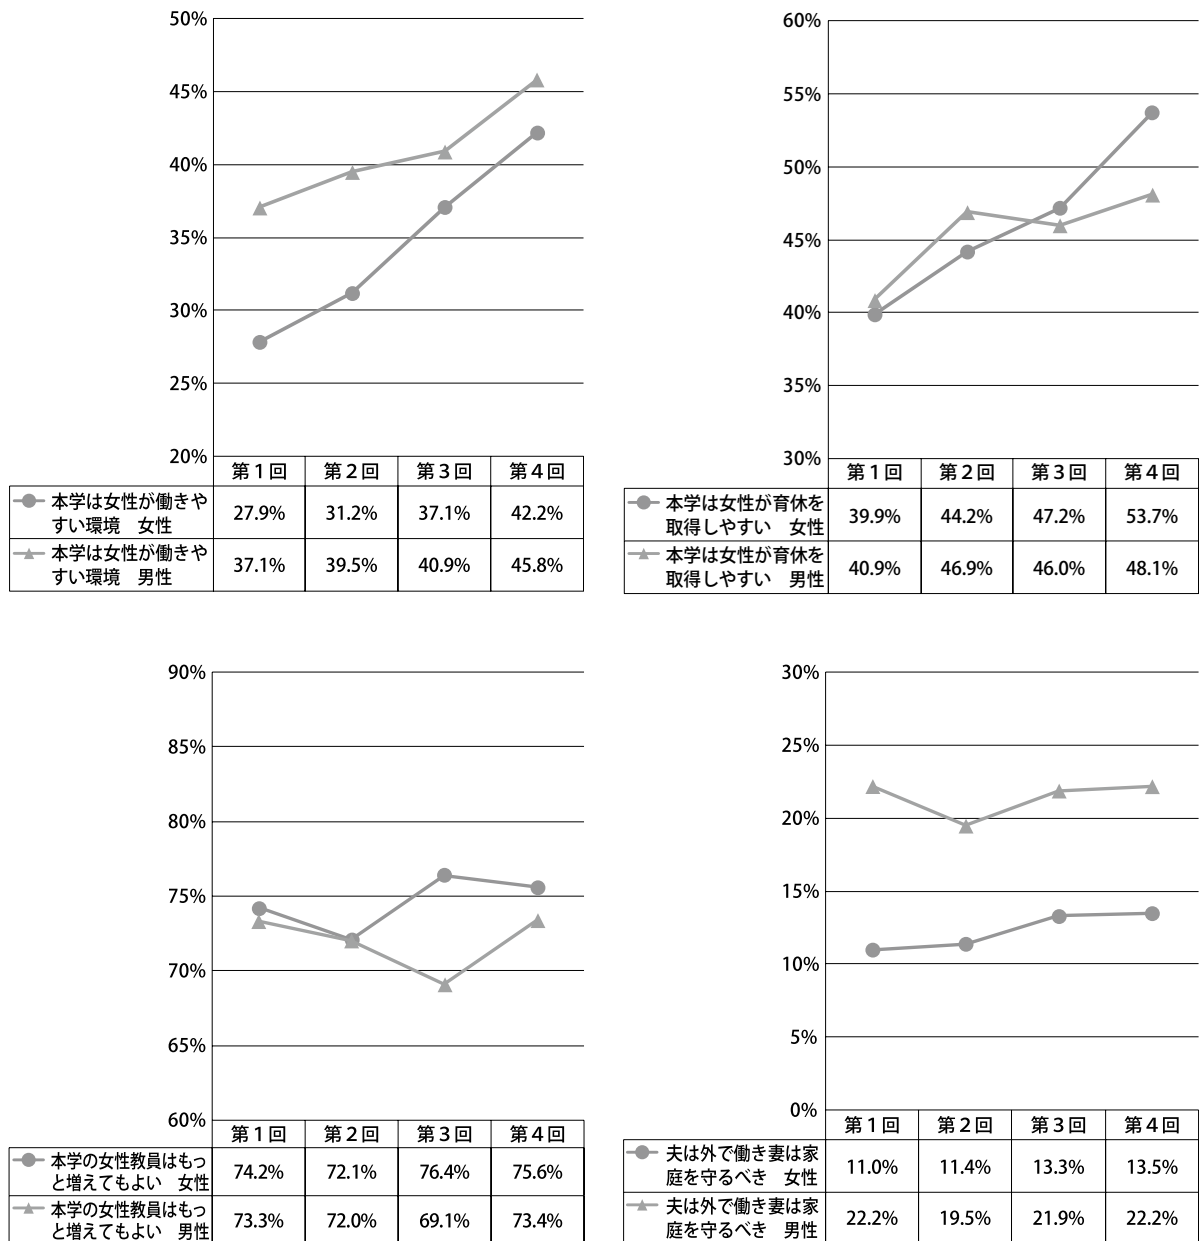 50%
45%
40%
35%
30%
25%
20%
第1回 第2回 第3回 第4回
本学は女性が働きや
すい環境　女性
27.9% 31.2% 37.1% 42.2%
本学は女性が働きや
すい環境　男性
37.1% 39.5% 40.9% 45.8%
60%
55%
50%
45%
40%
35%
30%
第1回 第2回 第3回 第4回
本学は女性が育休を
取得しやすい　女性
39.9% 44.2% 47.2% 53.7%
本学は女性が育休を
取得しやすい　男性
40.9% 46.9% 46.0% 48.1%
90%
85%
80%
75%
70%
65%
60%
第1回 第2回 第3回 第4回
本学の女性教員はもっ
と増えてもよい　女性
74.2% 72.1% 76.4% 75.6%
本学の女性教員はもっ
と増えてもよい　男性
73.3% 72.0% 69.1% 73.4%
30%
25%
20%
15%
10%
5%
0%
第1回 第2回 第3回 第4回
夫は外で働き妻は家
庭を守るべき　女性
11.0% 11.4% 13.3% 13.5%
夫は外で働き妻は家
庭を守るべき　男性
22.2% 19.5% 21.9% 22.2%